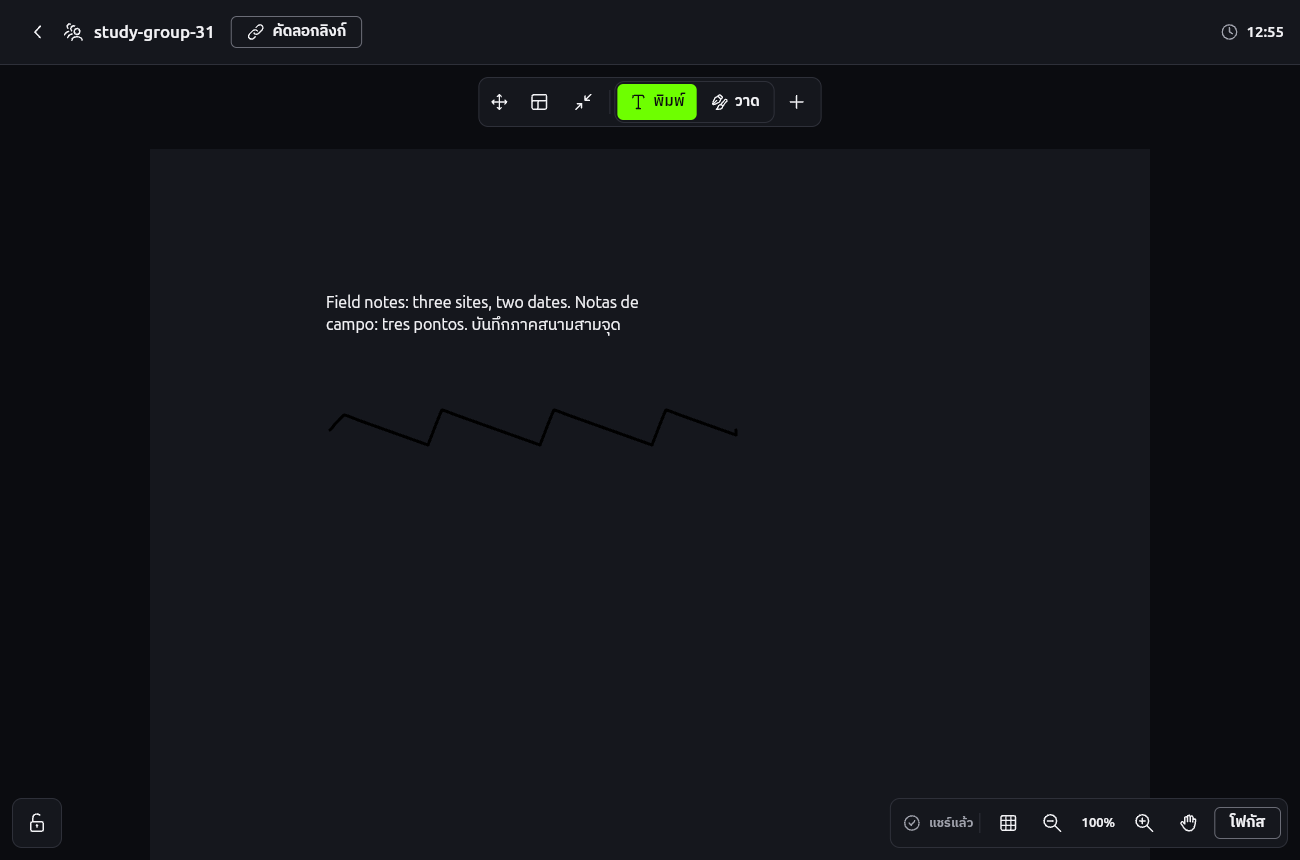 study-group-31
คัดลอกลิงก์
12:55
พิมพ์
วาด
Field notes: three sites, two dates. Notas de
campo: tres pontos. บันทึกภาคสนามสามจุด
แชร์แล้ว
100%
โฟกัส